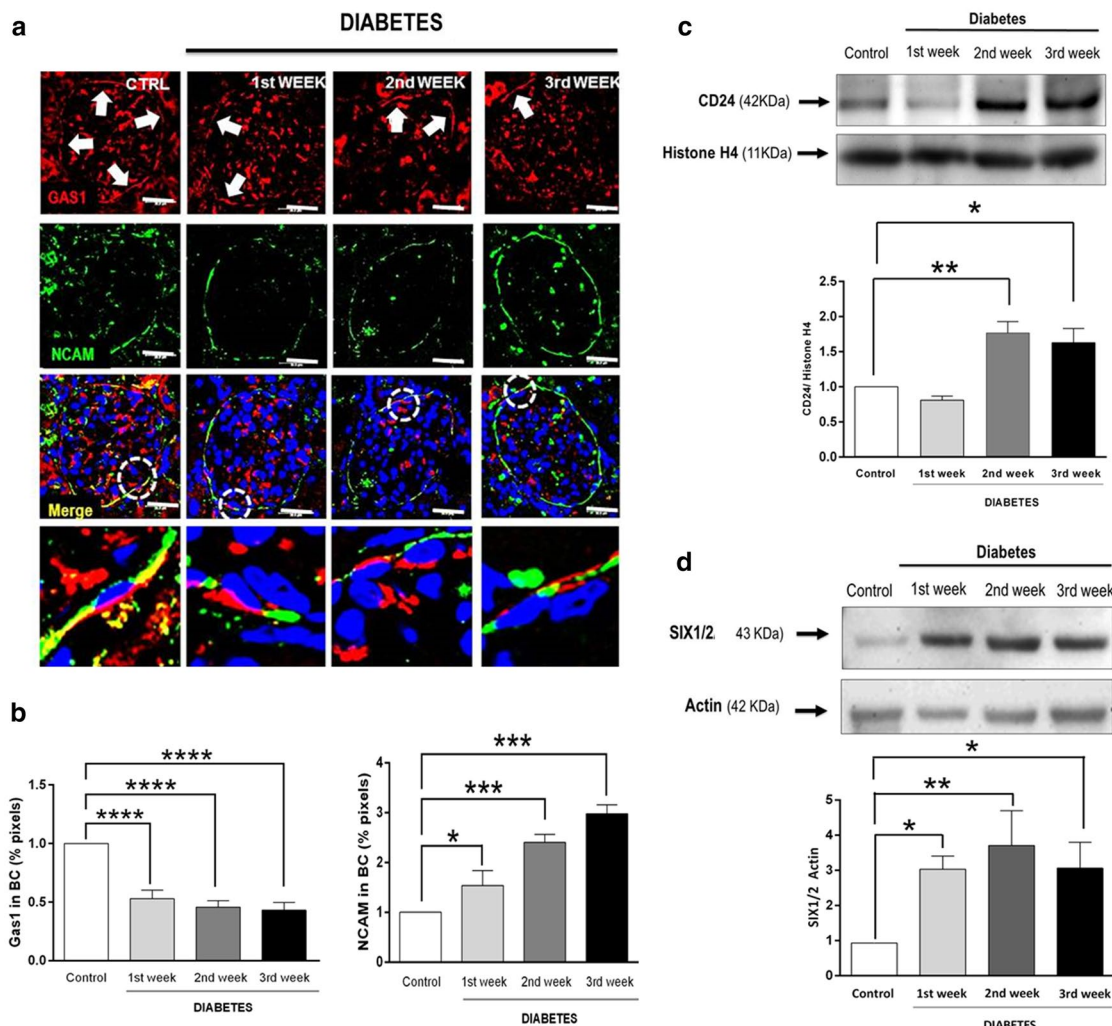 a
DIABETES
CTRL
1st WEEK
2nd WEEK
3rd WEEK
GAS1
NCAM
Merge
b
****
****
****
Gas1 in BC (% pixels)
1.5
1.0
0.5
0.0
Control
1st week
2nd week
3rd week
DIABETES
***
***
*
NCAM in BC (% pixels)
4
3
2
1
0
Control
1st week
2nd week
3rd week
DIABETES
c
Diabetes
Control
1st week
2nd week
3rd week
CD24 (42KDa)
Histone H4 (11KDa)
*
**
CD24/ Histone H4
2.5
2.0
1.5
1.0
0.5
0.0
Control
1st week
2nd week
3rd week
DIABETES
d
Diabetes
Control
1st week
2nd week
3rd week
SIX1/2 43 KDa)
Actin (42 KDa)
*
**
*
SIX1/2 Actin
5
4
3
2
1
0
Control
1st week
2nd week
3rd week
DIABETES